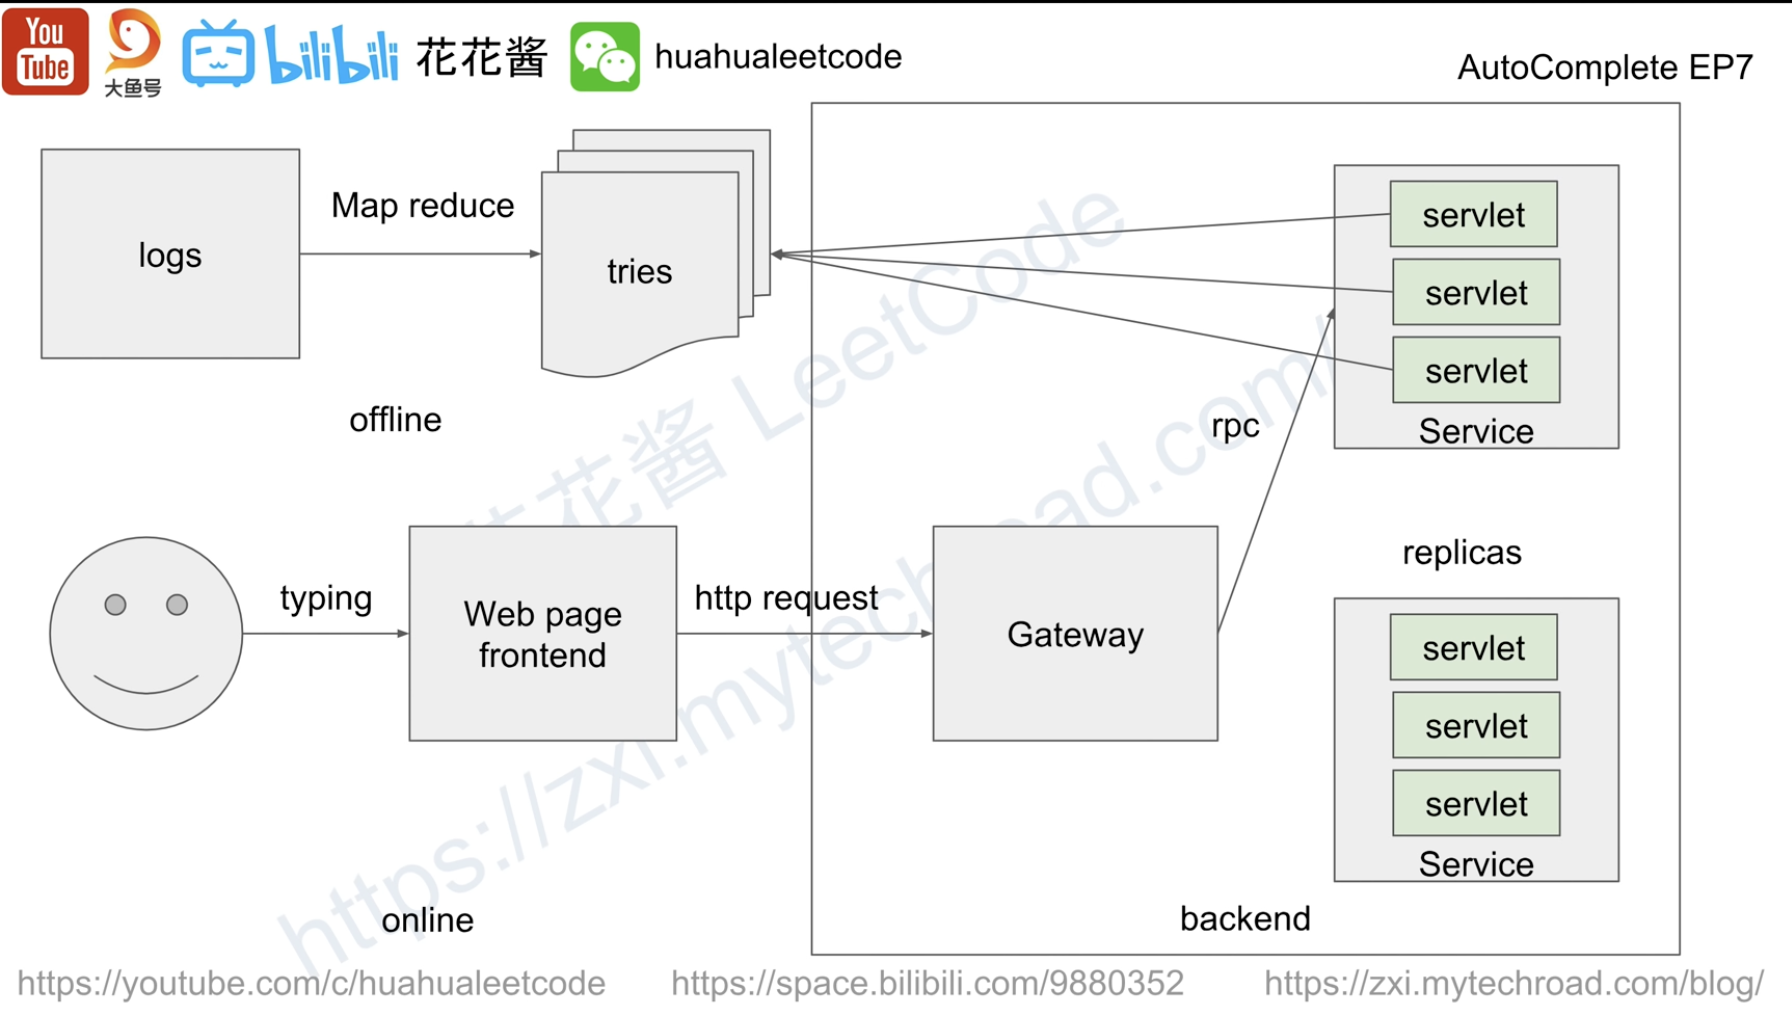 You
Tube
大鱼号
bilibili
花花酱
huahualeetcode
AutoComplete EP7
logs
Map reduce
tries
servlet
servlet
servlet
Service
offline
rpc
replicas
typing
Web page
frontend
http request
Gateway
servlet
servlet
servlet
Service
online
backend
花花酱 LeetCode
https://zxi.mytechroad.com/
https://youtube.com/c/huahualeetcode
https://space.bilibili.com/9880352
https://zxi.mytechroad.com/blog/